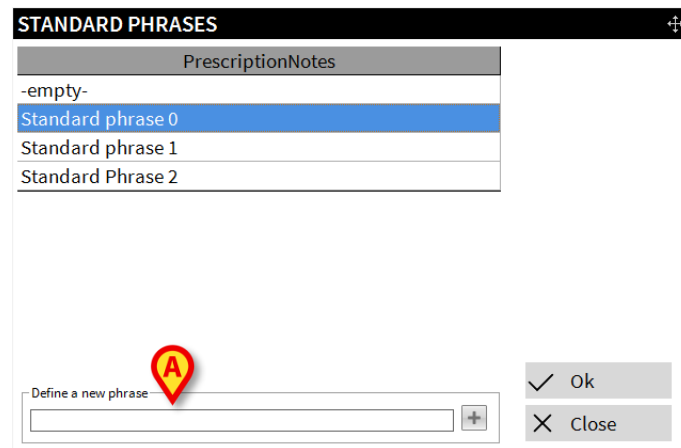 STANDARD PHRASES
PrescriptionNotes
-empty-
Standard phrase 0
Standard phrase 1
Standard Phrase 2
A
Define a new phrase
+
Ok
Close